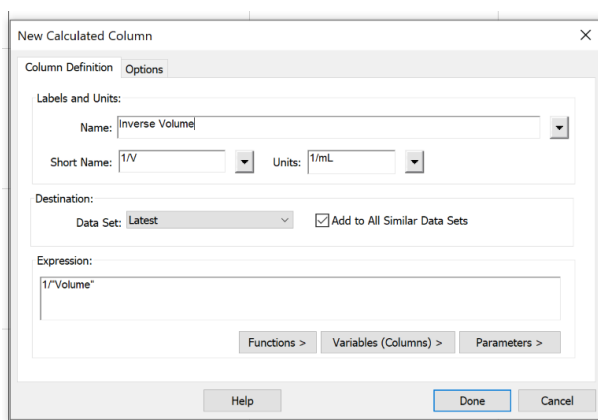 New Calculated Column
Column Definition Options
Labels and Units:
Name: Inverse Volume
Short Name: 1/V Units: 1/mL
Destination:
Data Set: Latest Add to All Similar Data Sets
Expression:
1/"Volume"
Functions > Variables (Columns) > Parameters >
Help Done Cancel